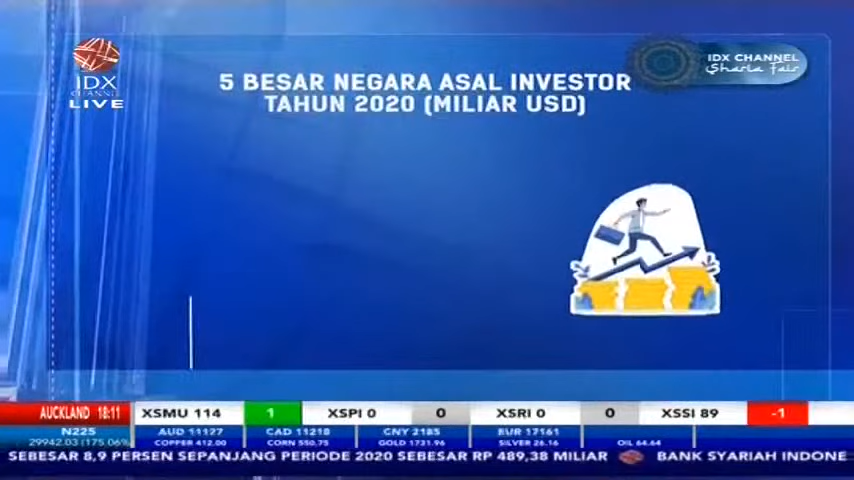 IDX
CHANNEL
LIVE
IDX CHANNEL
Sharia Fair
5 BESAR NEGARA ASAL INVESTOR
TAHUN 2020 (MILIAR USD)
AUCKLAND 18:11
XSMU 114 1 XSPI 0 0 XSRI 0 0 XSSI 89 -1
N225
29942.03 (175.06%)
AUD 11127 CAD 11218 CNY 2185 EUR 17161
COPPER 412.00 CORN 550.75 GOLD 1731.96 SILVER 26.16 OIL 64.64
SEBESAR 8,9 PERSEN SEPANJANG PERIODE 2020 SEBESAR RP 489,38 MILIAR BANK SYARIAH INDONE